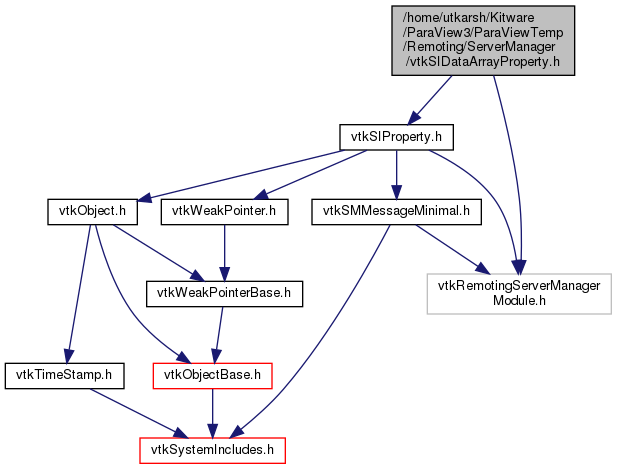 /home/utkarsh/Kitware
/ParaView3/ParaViewTemp
/Remoting/ServerManager
/vtkSIDataArrayProperty.h
vtkSIProperty.h
vtkObject.h
vtkWeakPointer.h
vtkSMMessageMinimal.h
vtkWeakPointerBase.h
vtkRemotingServerManager
Module.h
vtkTimeStamp.h
vtkObjectBase.h
vtkSystemIncludes.h